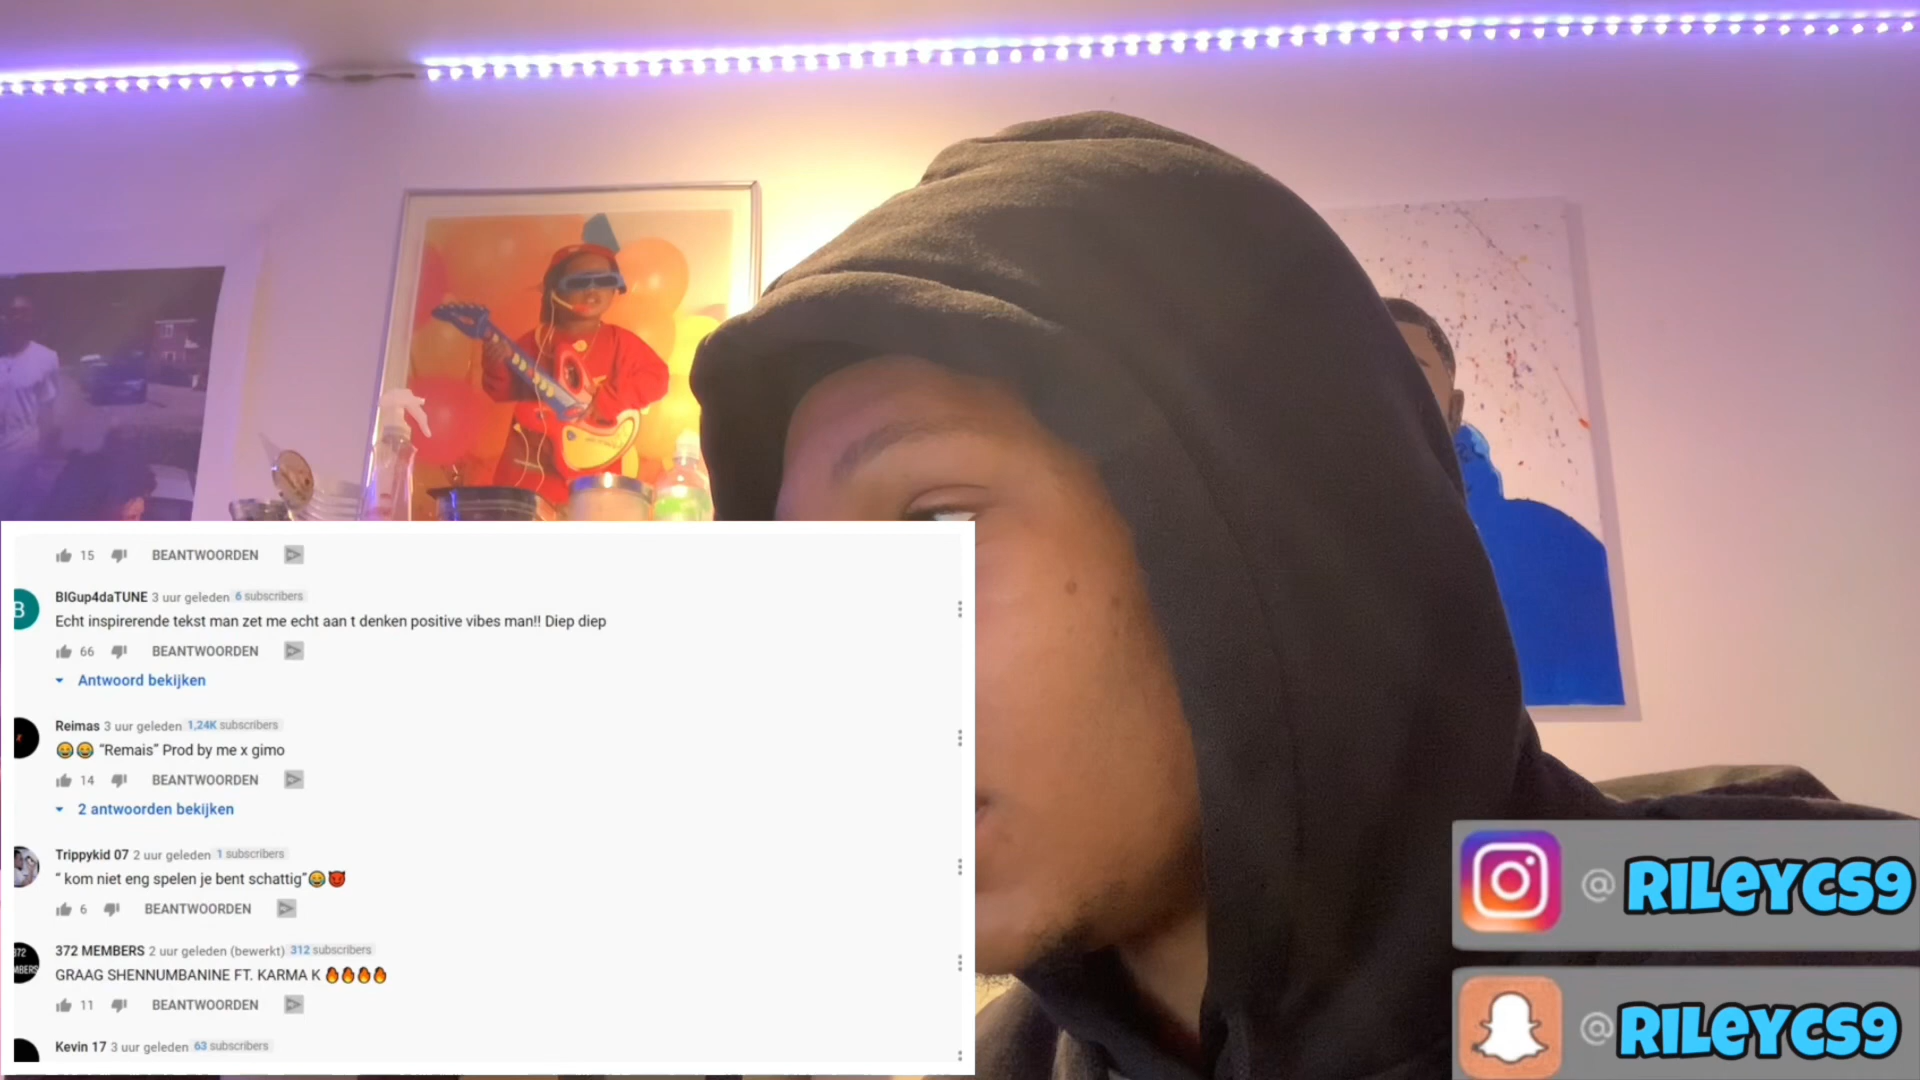 15 BEANTWOORDEN
BIGup4daTUNE 3 uur geleden 6 subscribers
Echt inspirerende tekst man zet me echt aan t denken positive vibes man!! Diep diep
66 BEANTWOORDEN
Antwoord bekijken
Reimas 3 uur geleden 1,24K subscribers
😂😂 “Remais” Prod by me x gimo
14 BEANTWOORDEN
2 antwoorden bekijken
Trippykid 07 2 uur geleden 1 subscribers
“ kom niet eng spelen je bent schattig”😂😈
6 BEANTWOORDEN
372 MEMBERS 2 uur geleden (bewerkt) 312 subscribers
GRAAG SHENNUMBANINE FT. KARMA K 🔥🔥🔥🔥
11 BEANTWOORDEN
Kevin 17 3 uur geleden 63 subscribers
@RILEYCS9
@RILEYCS9